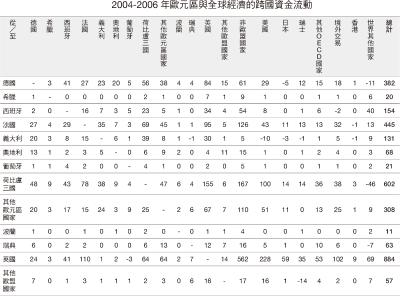 2004-2006 年歐元區與全球經濟的跨國資金流動
從／至 德國 希臘 西班牙 法國 義大利 奧地利 葡萄牙 荷比盧三國 其他歐元區國家 波蘭 瑞典 英國 其他歐盟國家 美國 日本 瑞士 其他OECD國家 境外交易 香港 世界其他國家 總計
德國 - 3 41 27 23 20 5 56 38 4 4 84 15 61 29 -5 12 15 18 1 -11 382
希臘 1 - 0 0 0 0 0 2 1 0 0 7 1 9 1 0 0 1 0 0 6 20
西班牙 2 0 - 16 7 3 5 23 5 1 0 34 4 54 8 0 1 6 -2 0 40 154
法國 27 4 29 - 35 7 3 69 45 1 1 95 5 126 43 11 13 13 32 -1 13 445
義大利 20 3 8 15 - 6 1 39 8 1 -30 1 5 -10 -3 -1 1 5 -1 9 131
奧地利 13 1 2 3 5 - 0 6 9 2 0 4 11 15 1 0 1 1 2 4 3 68
葡萄牙 1 1 4 2 0 0 - 4 1 0 0 2 0 5 1 0 0 1 1 0 2 21
荷比盧三國 48 9 43 78 38 9 4 - 47 6 4 155 6 167 100 14 14 36 38 3 -46 602
其他歐元區國家 20 3 17 15 24 3 9 25 - 2 6 67 7 110 51 11 0 13 25 1 9 308
波蘭 0 0 0 1 0 1 0 2 0 - 0 1 1 4 0 0 0 0 0 0 2 11
瑞典 6 0 2 2 0 0 0 6 13 0 - 12 7 16 5 2 1 10 6 0 -7 63
英國 24 3 41 110 1 2 -3 64 64 2 7 - 14 562 228 59 35 53 102 9 69 884
其他歐盟國家 7 0 1 3 1 1 1 12 3 0 6 16 - 17 16 1 -14 4 2 0 7 57